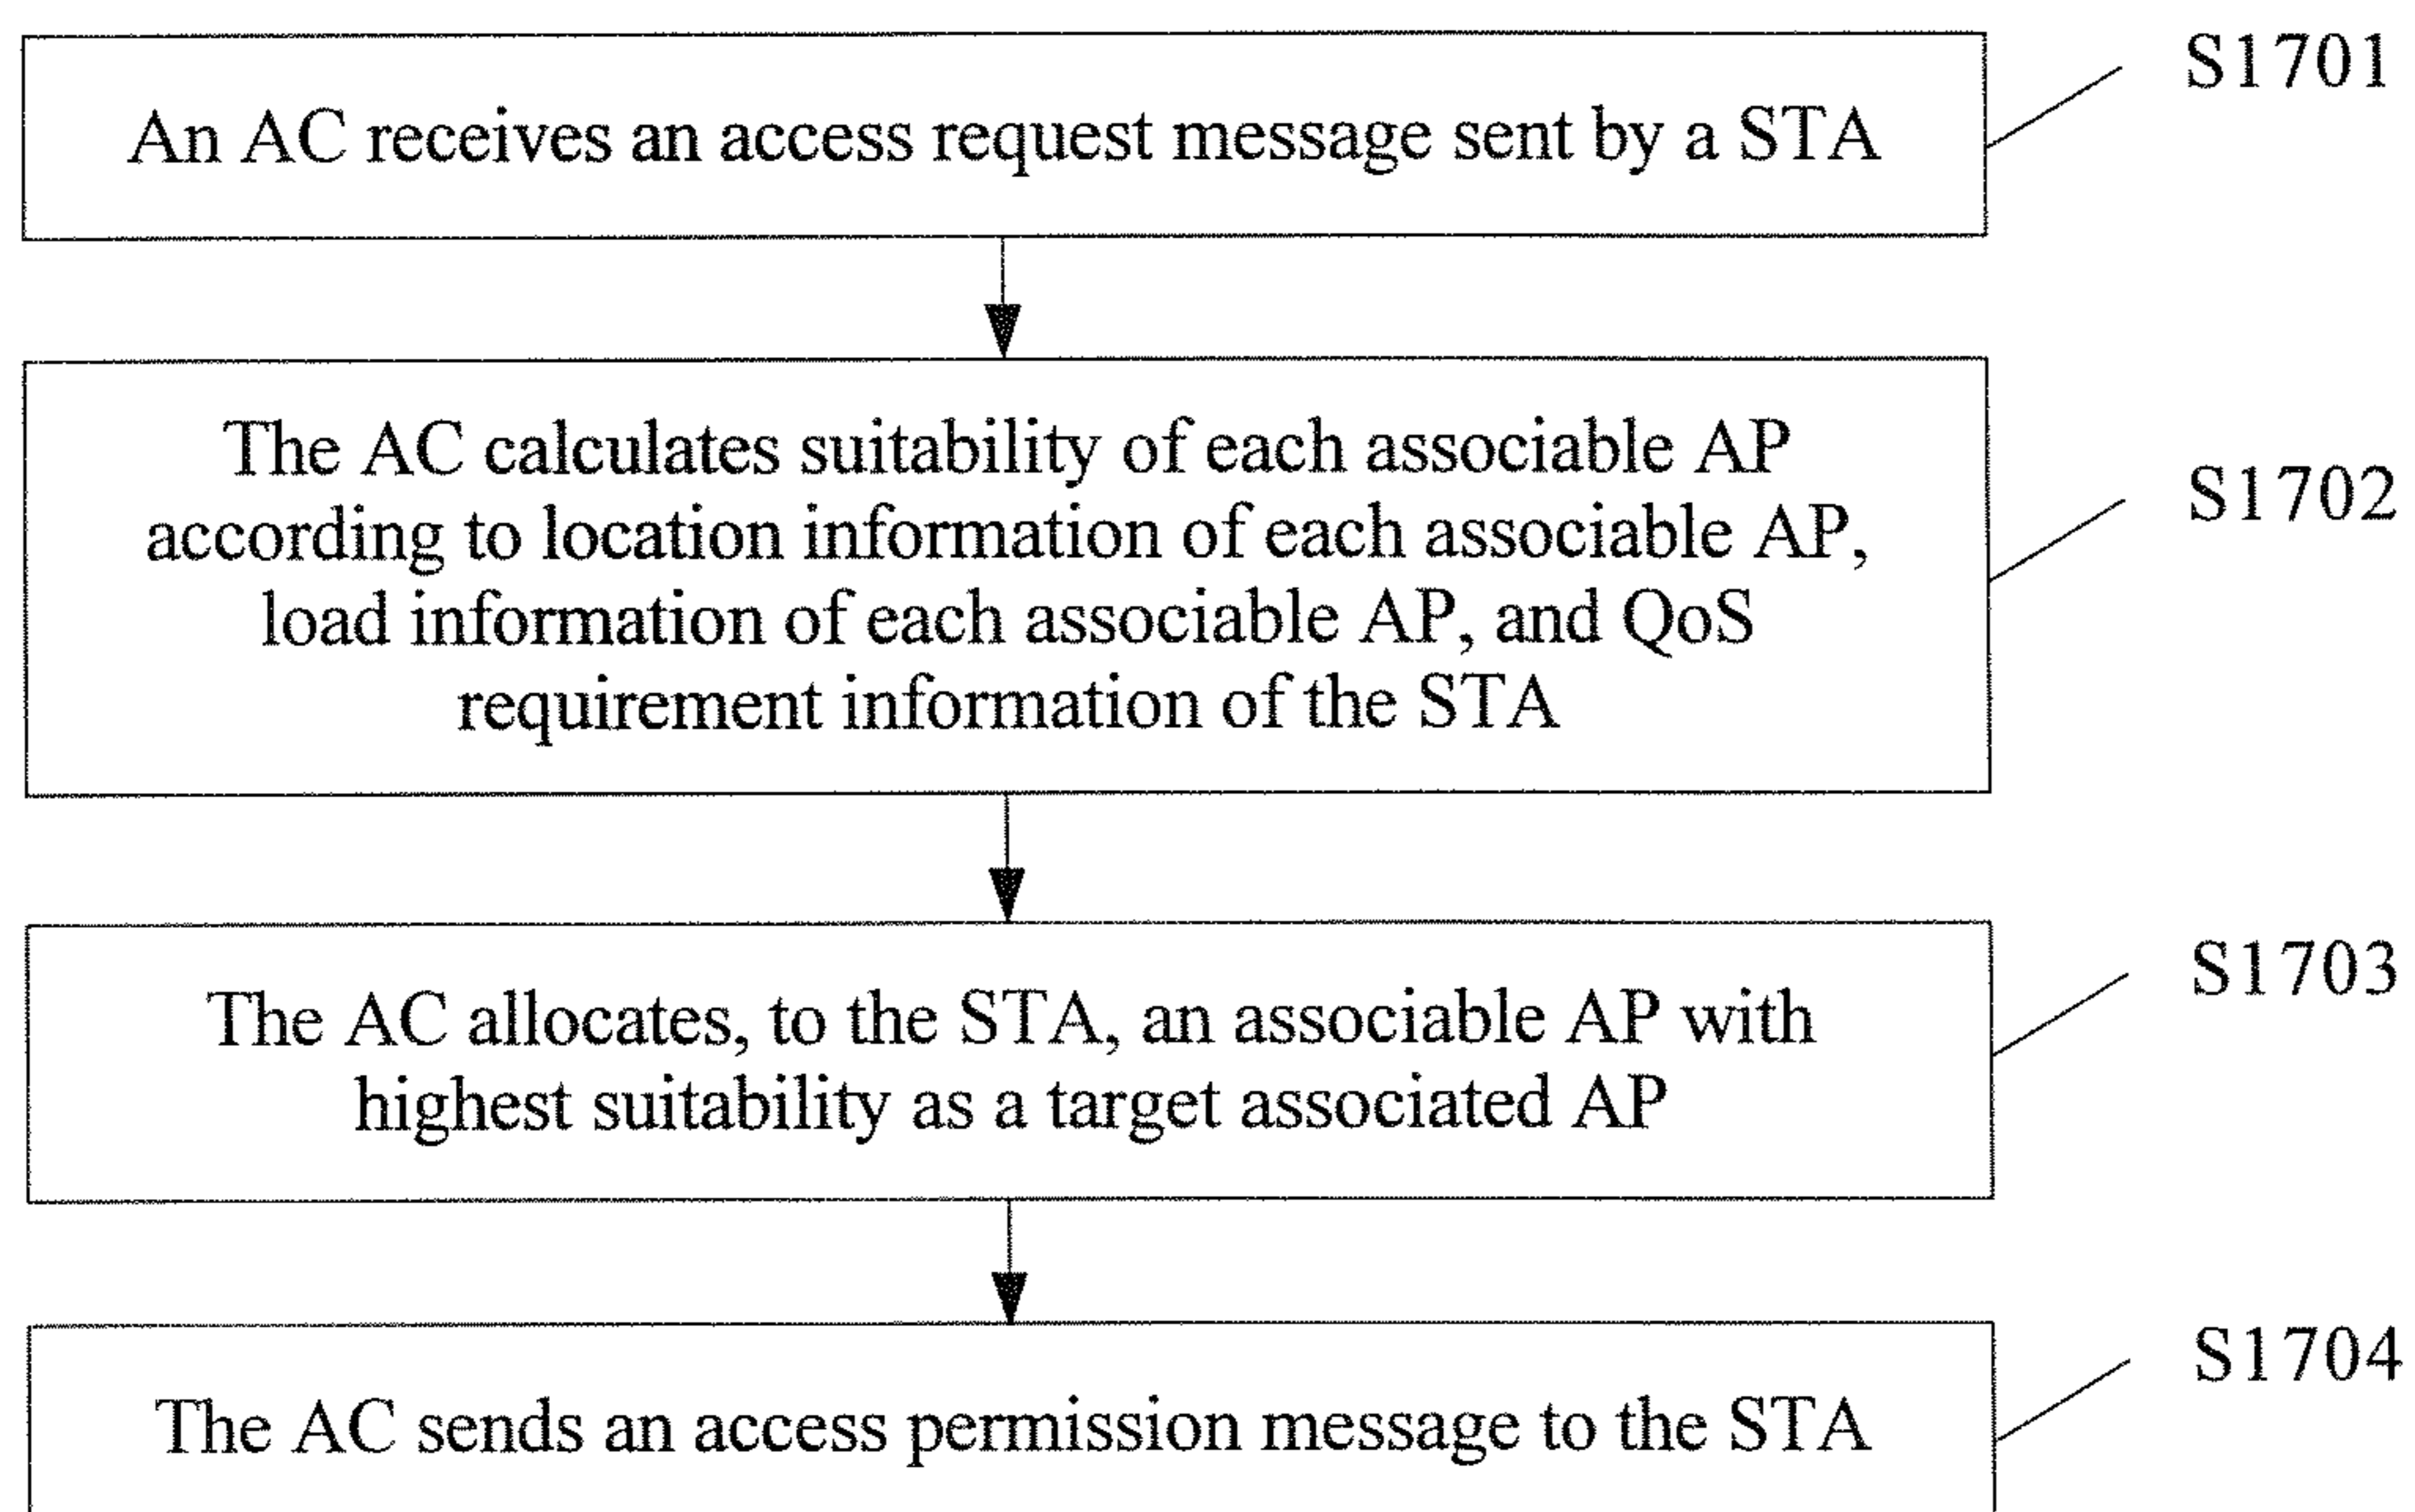 An AC receives an access request message sent by a STA
S1701
The AC calculates suitability of each associable AP
according to location information of each associable AP,
load information of each associable AP, and QoS
requirement information of the STA
S1702
The AC allocates, to the STA, an associable AP with
highest suitability as a target associated AP
S1703
The AC sends an access permission message to the STA
S1704